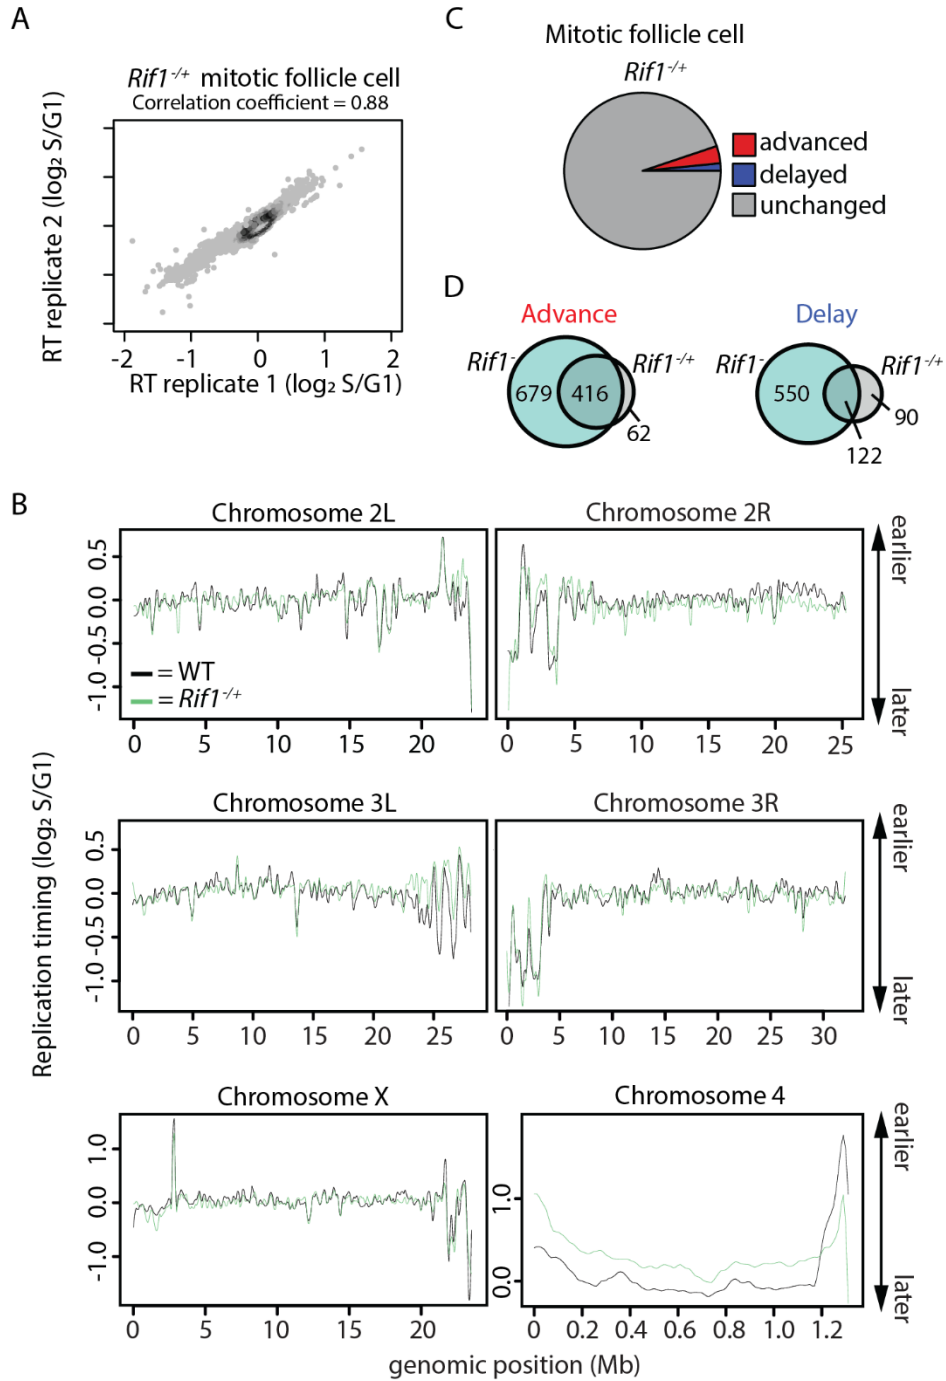 A
Rif1-/+ mitotic follicle cell
Correlation coefficient = 0.88
RT replicate 2 (log₂ S/G1)
-2 -1 0 1 2
RT replicate 1 (log₂ S/G1)
C
Mitotic follicle cell
Rif1-/+
advanced
delayed
unchanged
D
Advance
Rif1-
Rif1-/+
679
416
62
Delay
Rif1-
Rif1-/+
550
90
122
B
Replication timing (log₂ S/G1)
Chromosome 2L
0.5
0.0
-0.5
-1.0
= WT
= Rif1-/+
0 5 10 15 20
Chromosome 2R
0 5 10 15 20 25
earlier
later
Chromosome 3L
0.5
0.0
-0.5
-1.0
0 5 10 15 20 25
Chromosome 3R
0 5 10 15 20 25 30
earlier
later
Chromosome X
1.0
0.0
-1.0
0 5 10 15 20
Chromosome 4
1.0
0.0
0 0.2 0.4 0.6 0.8 1.0 1.2
earlier
later
genomic position (Mb)